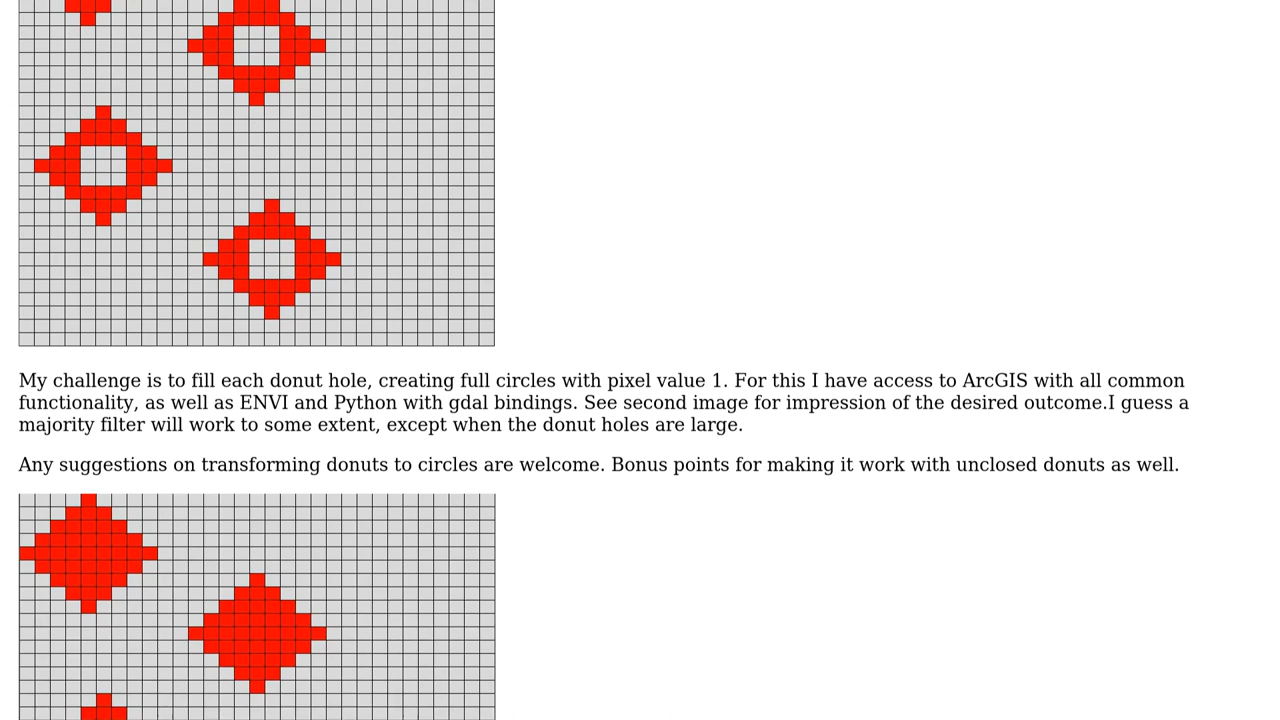 My challenge is to fill each donut hole, creating full circles with pixel value 1. For this I have access to ArcGIS with all common
functionality, as well as ENVI and Python with gdal bindings. See second image for impression of the desired outcome.I guess a
majority filter will work to some extent, except when the donut holes are large.
Any suggestions on transforming donuts to circles are welcome. Bonus points for making it work with unclosed donuts as well.